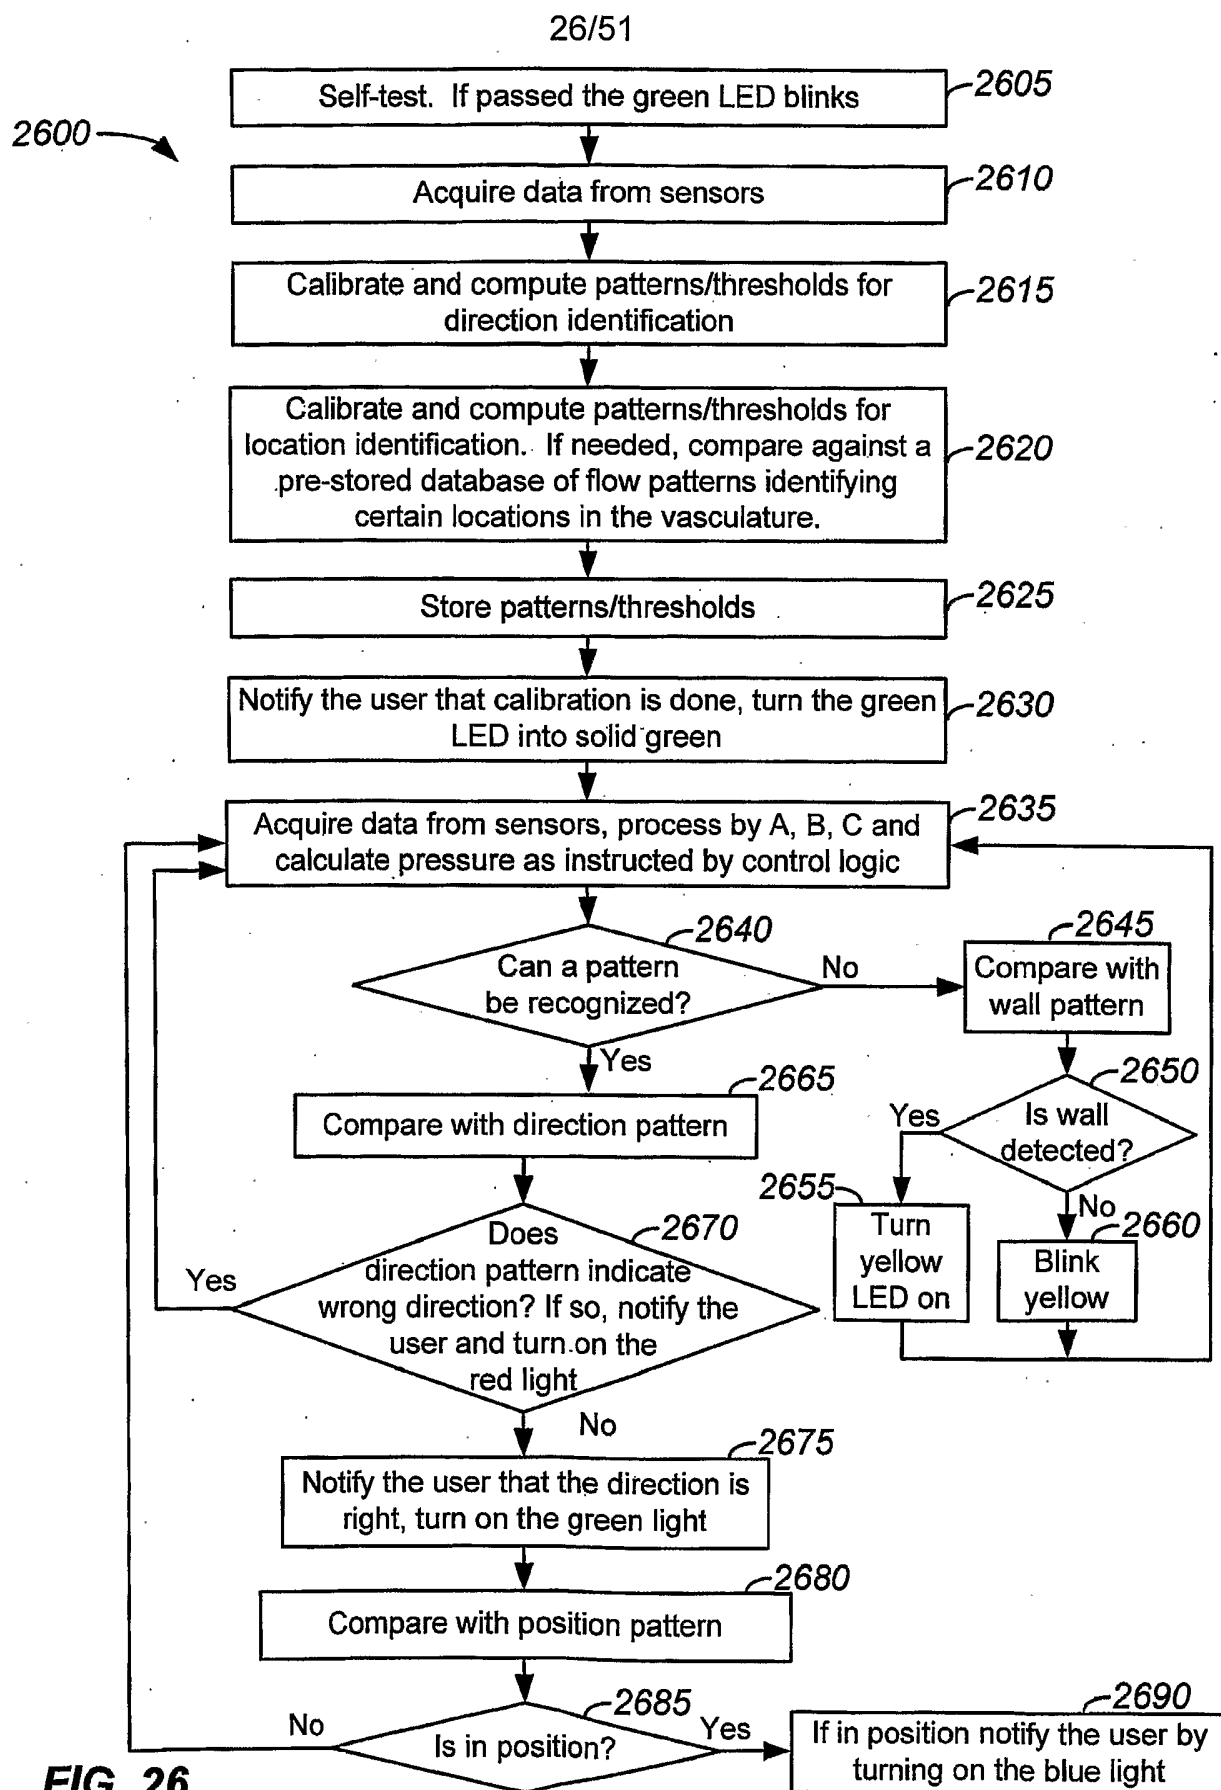 26/51
2600
Self-test. If passed the green LED blinks
2605
Acquire data from sensors
2610
Calibrate and compute patterns/thresholds for
direction identification
2615
Calibrate and compute patterns/thresholds for
location identification. If needed, compare against a
pre-stored database of flow patterns identifying
certain locations in the vasculature.
2620
Store patterns/thresholds
2625
Notify the user that calibration is done, turn the green
LED into solid green
2630
Acquire data from sensors, process by A, B, C and
calculate pressure as instructed by control logic
2635
Can a pattern
be recognized?
2640
No
Yes
Compare with
wall pattern
2645
Is wall
detected?
2650
Yes
No
Turn
yellow
LED on
2655
Blink
yellow
2660
Compare with direction pattern
2665
Does
direction pattern indicate
wrong direction? If so, notify the
user and turn on the
red light
2670
Yes
No
Notify the user that the direction is
right, turn on the green light
2675
Compare with position pattern
2680
Is in position?
2685
No
Yes
If in position notify the user by
turning on the blue light
2690
FIG. 26